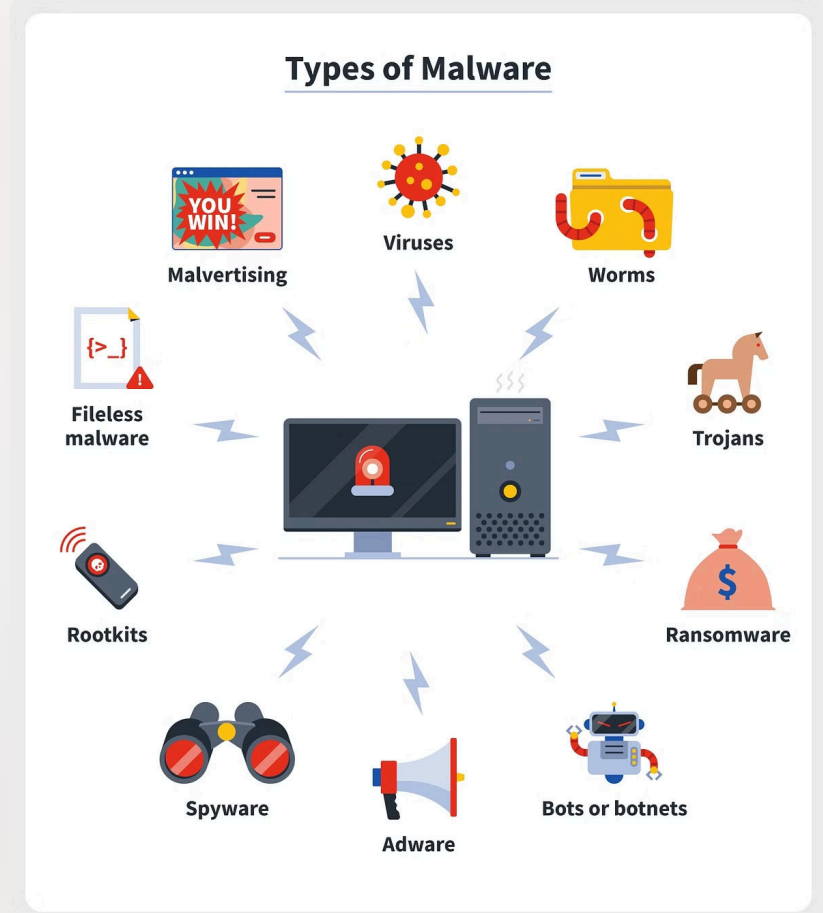 Types of Malware
YOU
WIN!
Malvertising
Viruses
Worms
{>_}
!
Fileless
malware
Trojans
Rootkits
$
Ransomware
Spyware
Adware
Bots or botnets